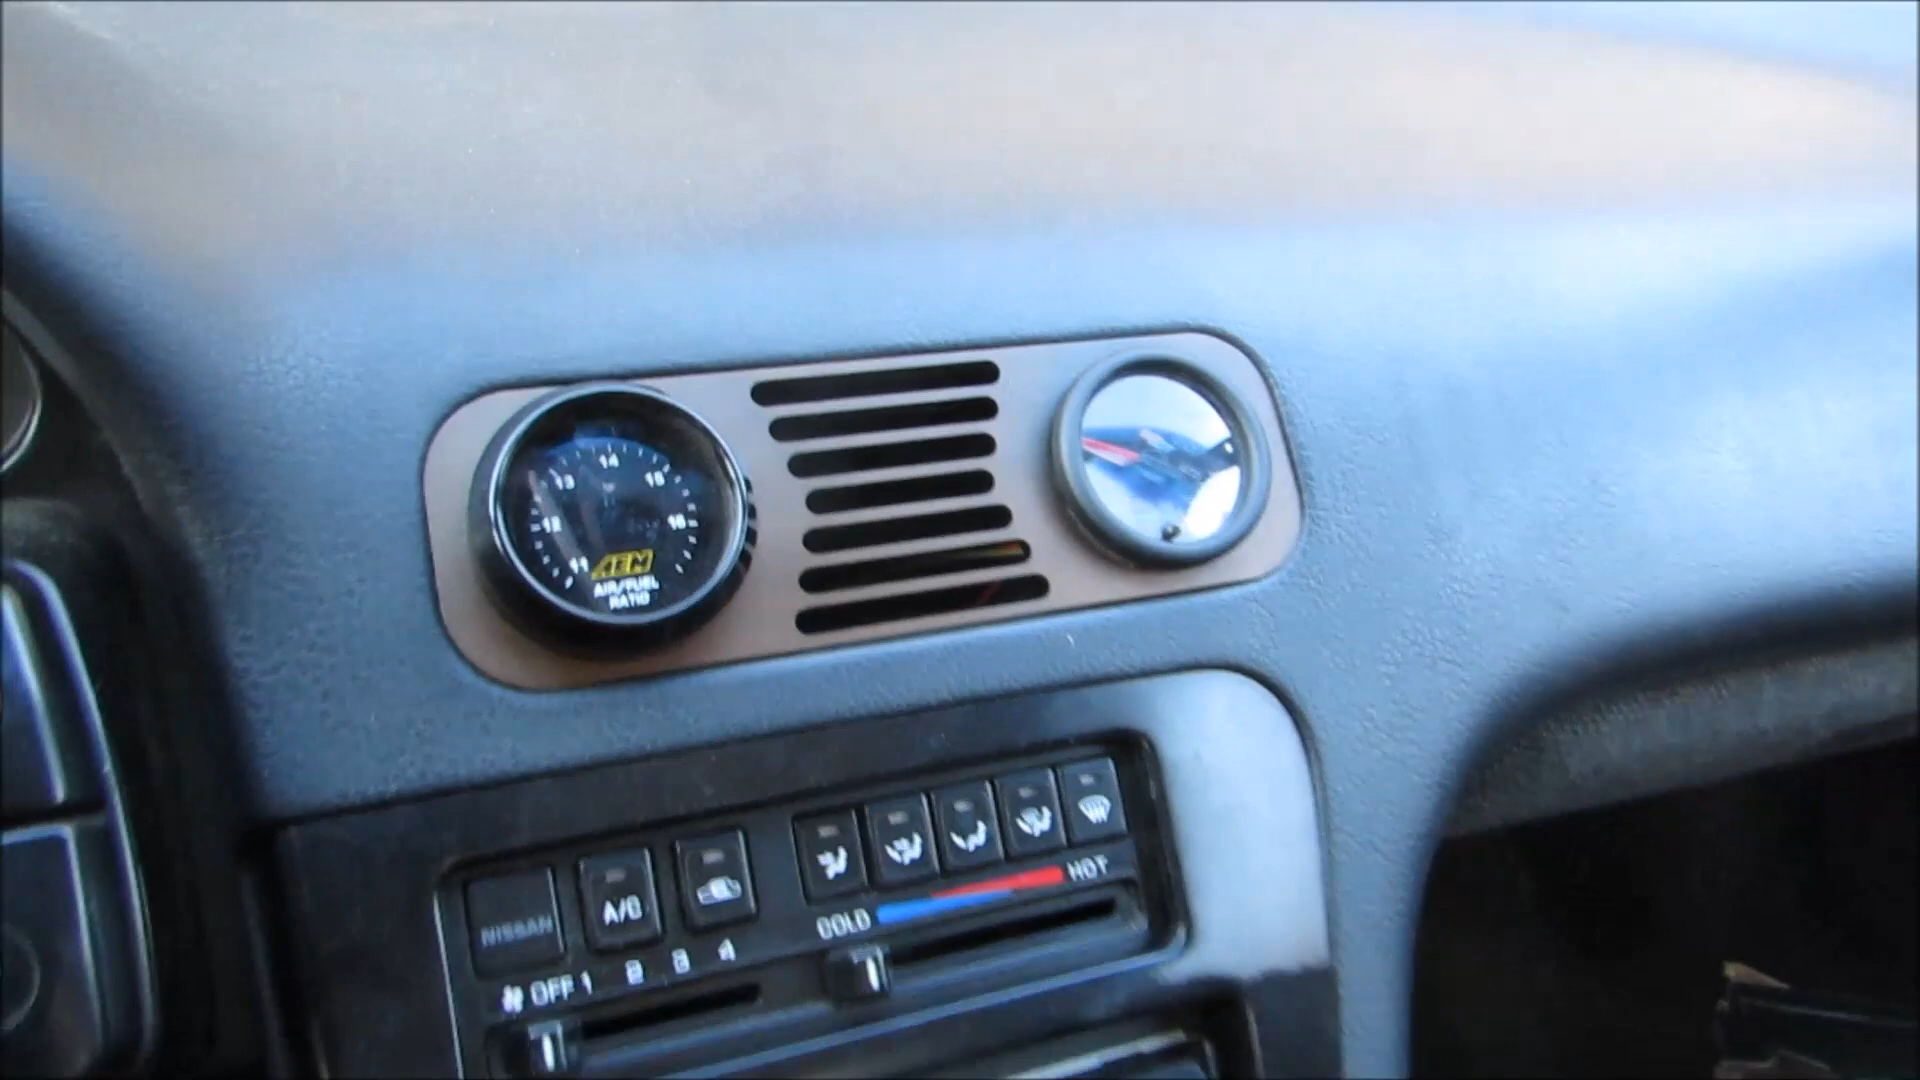 14
13 15
12 16
11 AEM
AIR/FUEL
RATIO
NISSAN
A/C
COLD HOT
OFF 1 2 3 4